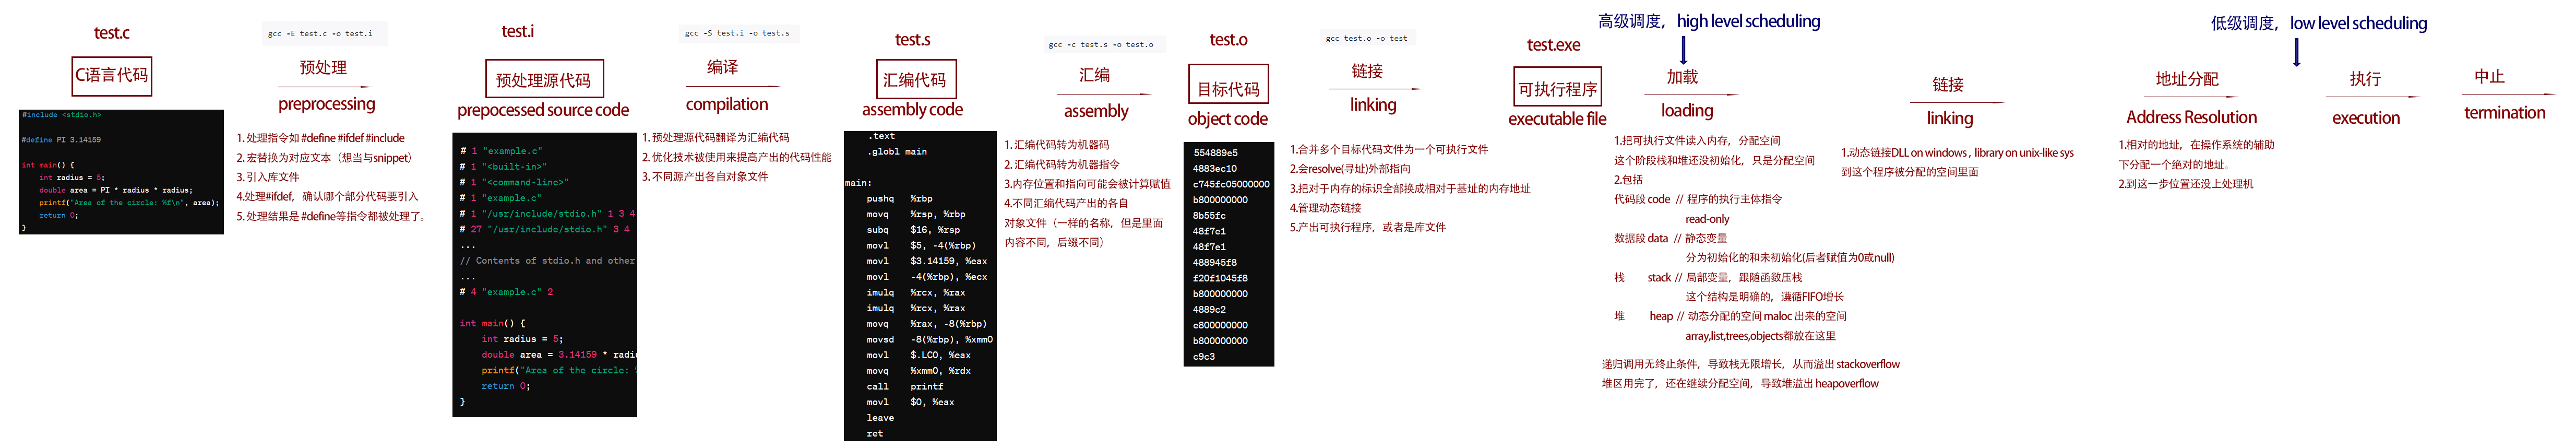 test.c
C语言代码
#include <stdio.h>
#define PI 3.14159
int main() {
int radius = 5;
double area = PI * radius * radius;
printf("Area of the circle: %f\n", area);
return 0;
}
gcc -E test.c -o test.i
预处理
preprocessing
1. 处理指令如 #define #ifdef #include
2. 宏替换为对应文本（想当与snippet）
3. 引入库文件
4.处理#ifdef，确认哪个部分代码要引入
5. 处理结果是 #define等指令都被处理了。
test.i
预处理源代码
prepocessed source code
# 1 "example.c"
# 1 "<built-in>"
# 1 "<command-line>"
# 1 "example.c"
# 1 "/usr/include/stdio.h" 1 3 4
# 27 "/usr/include/stdio.h" 3 4
...
// Contents of stdio.h and other
...
# 4 "example.c" 2
int main() {
int radius = 5;
double area = 3.14159 * radiu
printf("Area of the circle: %
return 0;
}
gcc -S test.i -o test.s
编译
compilation
1. 预处理源代码翻译为汇编代码
2. 优化技术被使用来提高产出的代码性能
3. 不同源产出各自对象文件
test.s
汇编代码
assembly code
.text
.globl main
main:
pushq %rbp
movq %rsp, %rbp
subq $16, %rsp
movl $5, -4(%rbp)
movl $3.14159, %eax
movl -4(%rbp), %ecx
imulq %rcx, %rax
imulq %rcx, %rax
movq %rax, -8(%rbp)
movsd -8(%rbp), %xmm0
movl $.LC0, %eax
movq %xmm0, %rdx
call printf
movl $0, %eax
leave
ret
gcc -c test.s -o test.o
汇编
assembly
1. 汇编代码转为机器码
2. 汇编代码转为机器指令
3.内存位置和指向可能会被计算赋值
4.不同汇编代码产出的各自
对象文件（一样的名称，但是里面
内容不同，后缀不同）
test.o
目标代码
object code
554889e5
4883ec10
c745fc05000000
b800000000
8b55fc
48f7e1
48f7e1
488945f8
f20f1045f8
b800000000
4889c2
e800000000
b800000000
c9c3
gcc test.o -o test
链接
linking
1.合并多个目标代码文件为一个可执行文件
2.会resolve(寻址)外部指向
3.把对于内存的标识全部换成相对于基址的内存地址
4.管理动态链接
5.产出可执行程序，或者是库文件
test.exe
可执行程序
executable file
高级调度，high level scheduling
加载
loading
1.把可执行文件读入内存，分配空间
这个阶段栈和堆还没初始化，只是分配空间
2.包括
代码段 code // 程序的执行主体指令
read-only
数据段 data // 静态变量
分为初始化的和未初始化(后者赋值为0或null)
栈 stack // 局部变量，跟随函数压栈
这个结构是明确的，遵循FIFO增长
堆 heap // 动态分配的空间 maloc 出来的空间
array,list,trees,objects都放在这里
递归调用无终止条件，导致栈无限增长，从而溢出 stackoverflow
堆区用完了，还在继续分配空间，导致堆溢出 heapoverflow
链接
linking
1.动态链接DLL on windows , library on unix-like sys
到这个程序被分配的空间里面
地址分配
Address Resolution
1.相对的地址，在操作系统的辅助
下分配一个绝对的地址。
2.到这一步位置还没上处理机
低级调度，low level scheduling
执行
execution
中止
termination